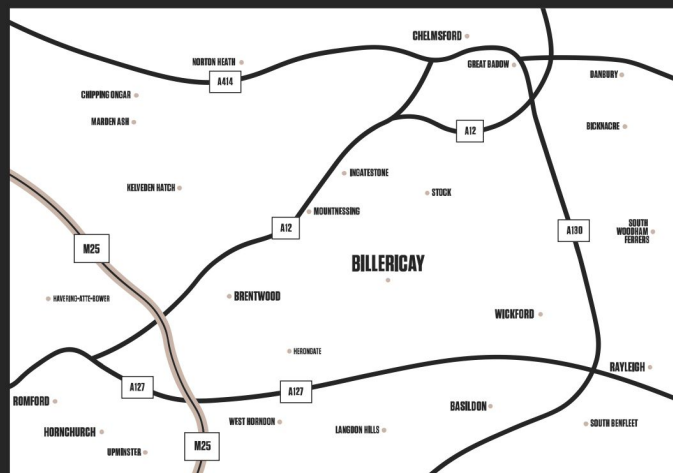 CHELMSFORD
NORTON HEATH
GREAT BADOW
A414
DANBURY
CHIPPING ONGAR
MARDEN ASH
A12
BICKNACRE
INGATESTONE
KELVEDEN HATCH
STOCK
MOUNTNESSING
A12
A130
SOUTH
WOODHAM
FERRERS
M25
BILLERICAY
HAVERING-ATTE-BOWER
BRENTWOOD
WICKFORD
HERONGATE
RAYLEIGH
A127
A127
ROMFORD
BASILDON
WEST HORNDON
SOUTH BENFLEET
HORNCHURCH
LANGDON HILLS
M25
UPMINSTER